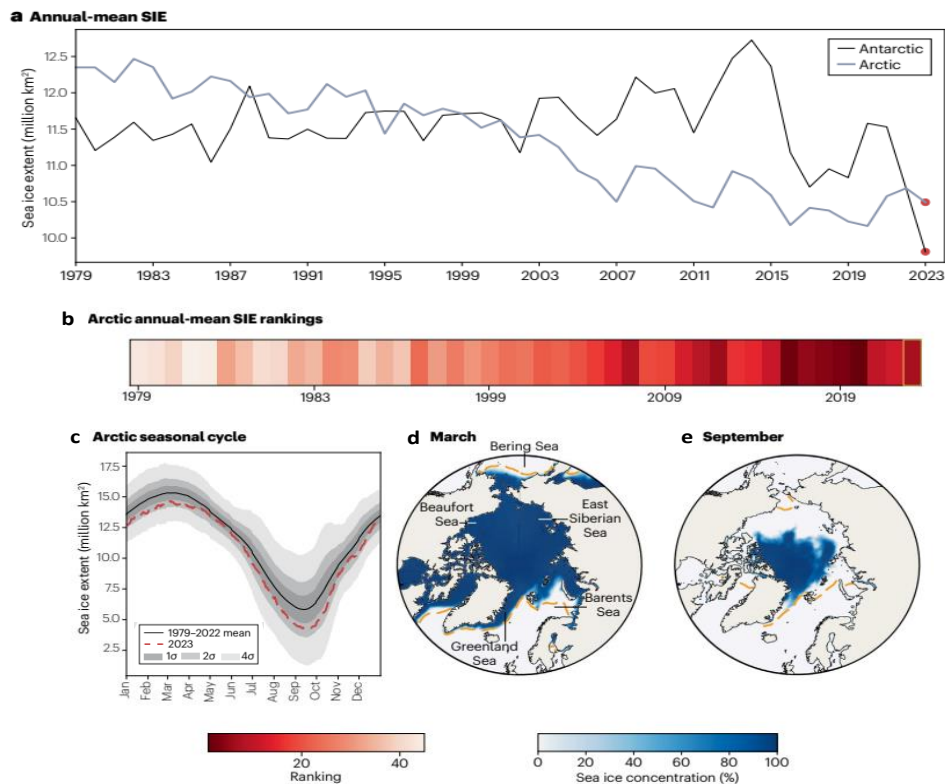 a Annual-mean SIE
Sea ice extent (million km²)
12.5
12.0
11.5
11.0
10.5
10.0
Antarctic
Arctic
1979 1983 1987 1991 1995 1999 2003 2007 2011 2015 2019 2023
b Arctic annual-mean SIE rankings
1979 1983 1999 2009 2019
c Arctic seasonal cycle
Sea ice extent (million km²)
17.5
15.0
12.5
10.0
7.5
5.0
2.5
1979–2022 mean
2023
1σ 2σ 4σ
Jan Feb Mar Apr May Jun Jul Aug Sep Oct Nov Dec
d March
Bering Sea
Beaufort
Sea
East
Siberian
Sea
Barents
Sea
Greenland
Sea
e September
20 40
Ranking
0 20 40 60 80 100
Sea ice concentration (%)